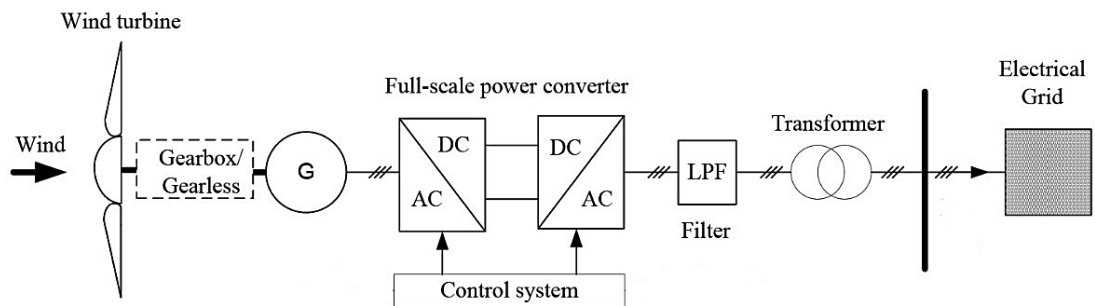 Wind turbine
Wind
Gearbox/
Gearless
G
Full-scale power converter
DC
AC
DC
AC
Control system
LPF
Filter
Transformer
Electrical
Grid